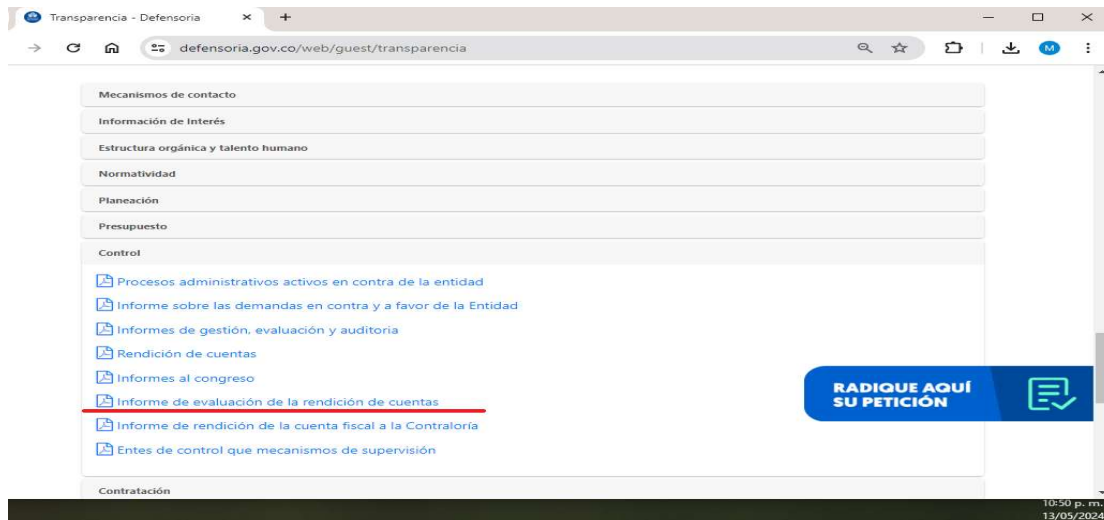 Transparencia - Defensoria
defensoria.gov.co/web/guest/transparencia
M
Mecanismos de contacto
Información de Interés
Estructura orgánica y talento humano
Normatividad
Planeación
Presupuesto
Control
Procesos administrativos activos en contra de la entidad
Informe sobre las demandas en contra y a favor de la Entidad
Informes de gestión, evaluación y auditoria
Rendición de cuentas
Informes al congreso
Informe de evaluación de la rendición de cuentas
Informe de rendición de la cuenta fiscal a la Contraloría
Entes de control que mecanismos de supervisión
RADIQUE AQUÍ
SU PETICIÓN
Contratación
10:50 p. m.
13/05/2024